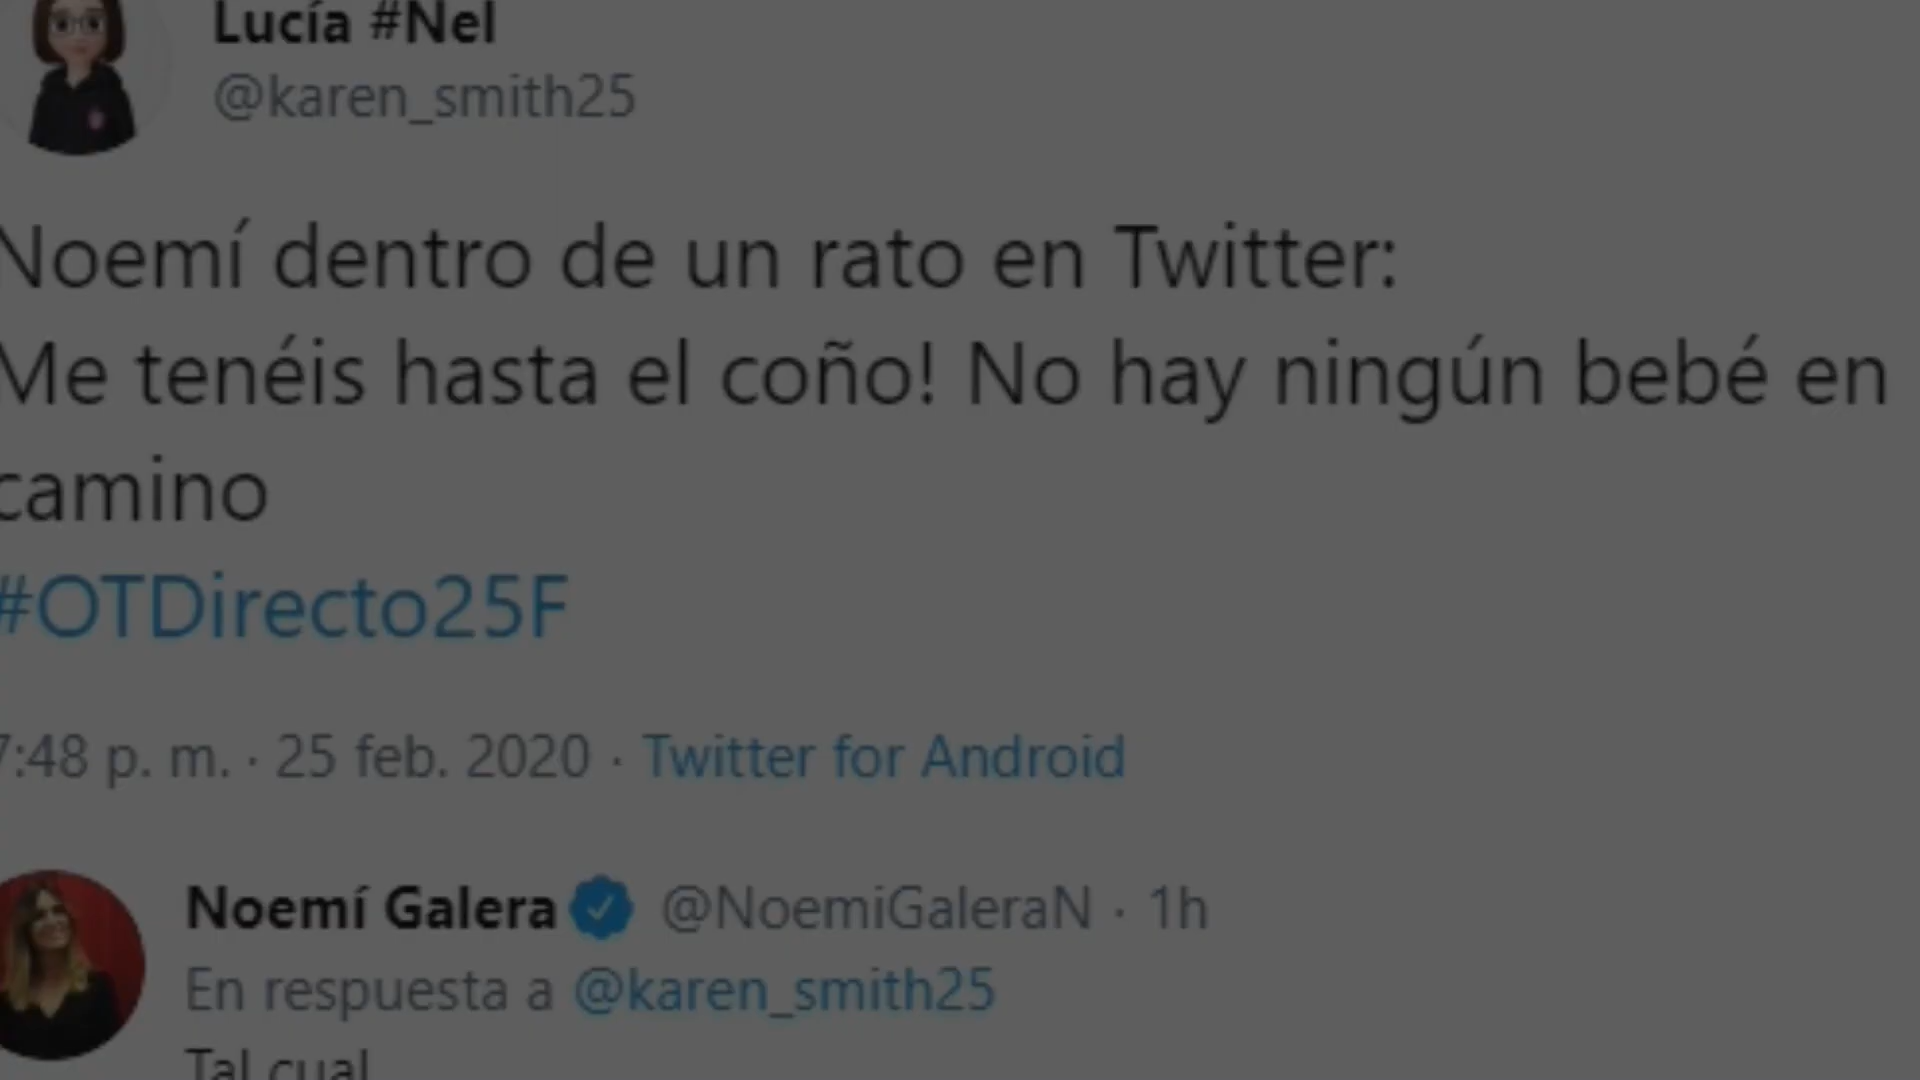 Lucía #Nel
@karen_smith25
Noemí dentro de un rato en Twitter:
Me tenéis hasta el coño! No hay ningún bebé en
camino
#OTDirecto25F
7:48 p. m. · 25 feb. 2020 · Twitter for Android
Noemí Galera @NoemiGaleraN · 1h
En respuesta a @karen_smith25
Tal cual